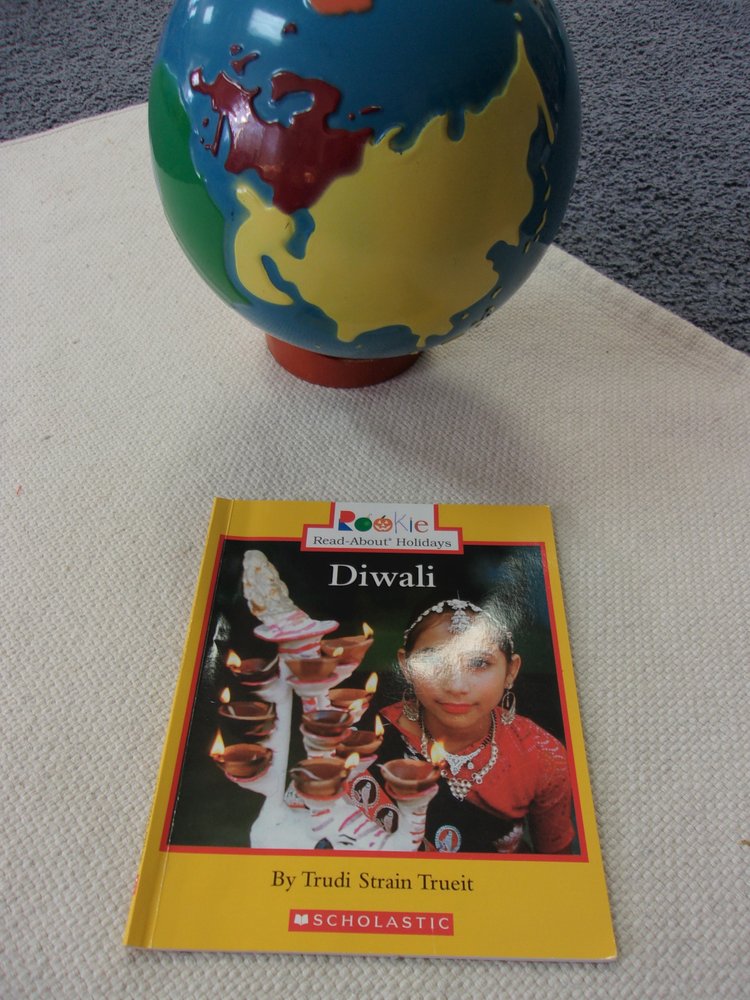 Rookie
Read-About® Holidays
Diwali
By Trudi Strain Trueit
SCHOLASTIC